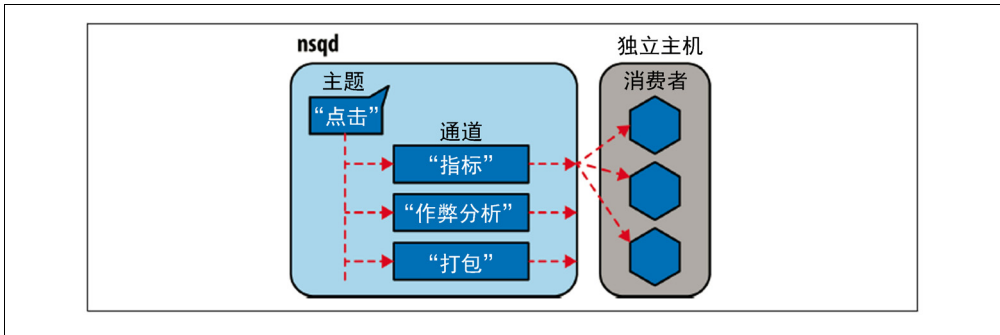 nsqd
独立主机
主题
消费者
“点击”
通道
“指标”
“作弊分析”
“打包”